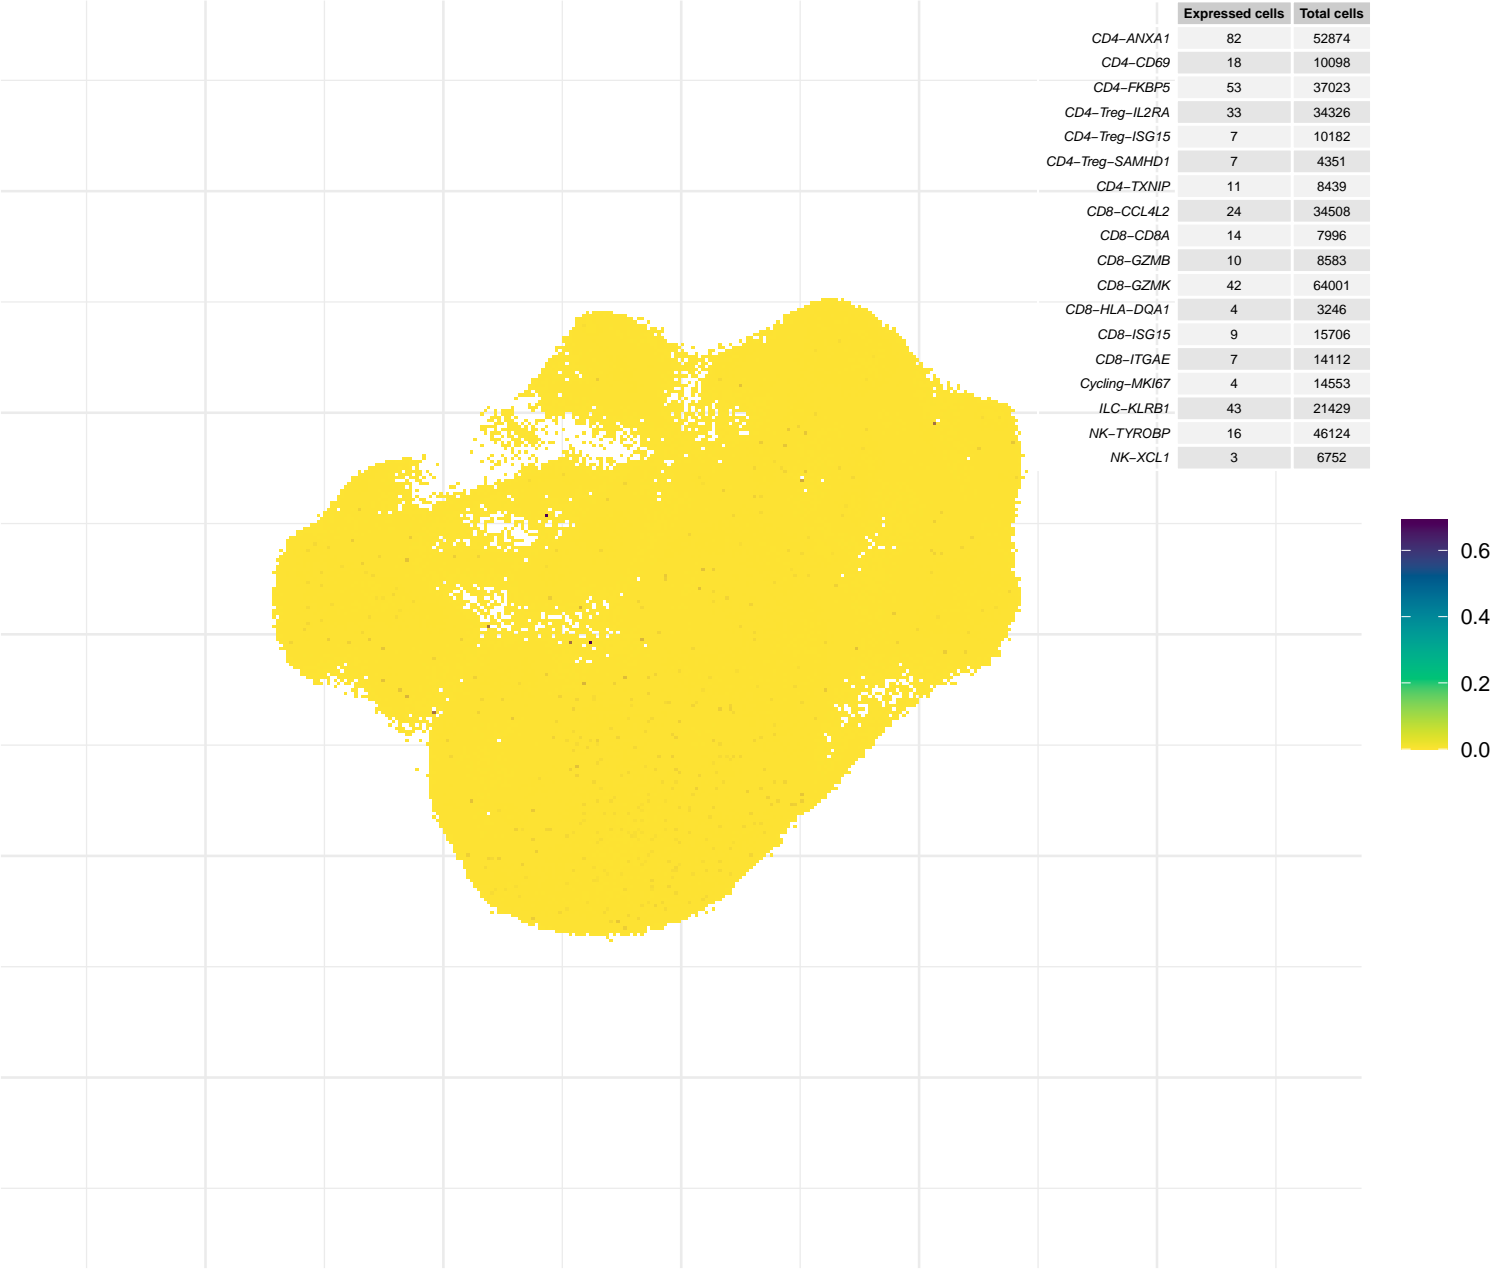 Expressed cells Total cells
CD4−ANXA1 82 52874
CD4−CD69 18 10098
CD4−FKBP5 53 37023
CD4−Treg−IL2RA 33 34326
CD4−Treg−ISG15 7 10182
CD4−Treg−SAMHD1 7 4351
CD4−TXNIP 11 8439
CD8−CCL4L2 24 34508
CD8−CD8A 14 7996
CD8−GZMB 10 8583
CD8−GZMK 42 64001
CD8−HLA−DQA1 4 3246
CD8−ISG15 9 15706
CD8−ITGAE 7 14112
Cycling−MKI67 4 14553
ILC−KLRB1 43 21429
NK−TYROBP 16 46124
NK−XCL1 3 6752
0.6
0.4
0.2
0.0